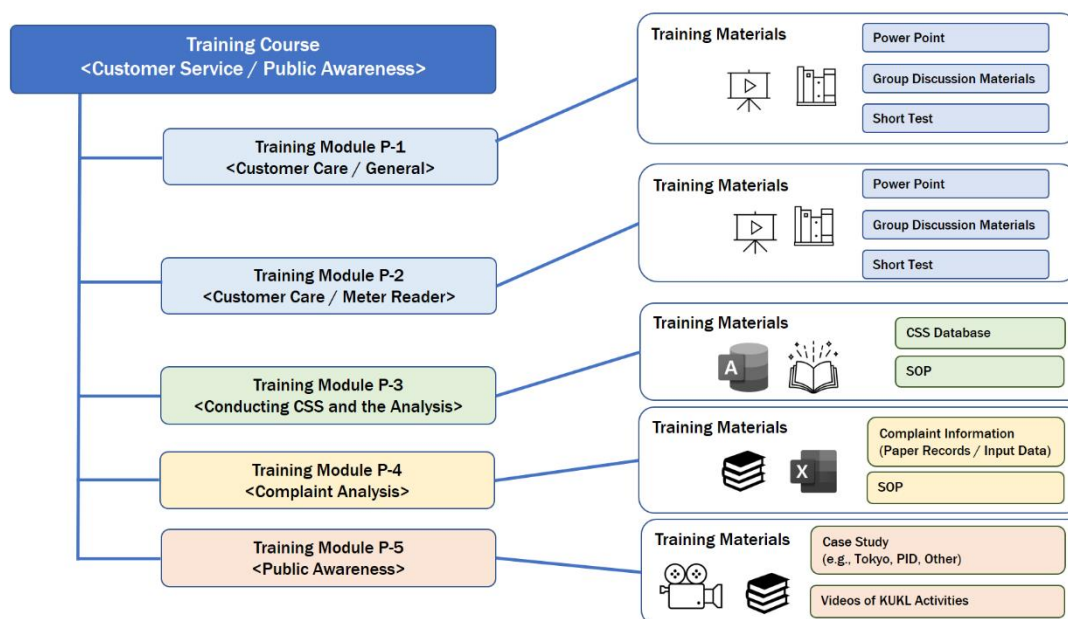 Training Course
<Customer Service / Public Awareness>
Training Module P-1
<Customer Care / General>
Training Materials
Power Point
Group Discussion Materials
Short Test
Training Module P-2
<Customer Care / Meter Reader>
Training Materials
Power Point
Group Discussion Materials
Short Test
Training Module P-3
<Conducting CSS and the Analysis>
Training Materials
A
CSS Database
SOP
Training Module P-4
<Complaint Analysis>
Training Materials
X
Complaint Information
(Paper Records / Input Data)
SOP
Training Module P-5
<Public Awareness>
Training Materials
Case Study
(e.g., Tokyo, PID, Other)
Videos of KUKL Activities